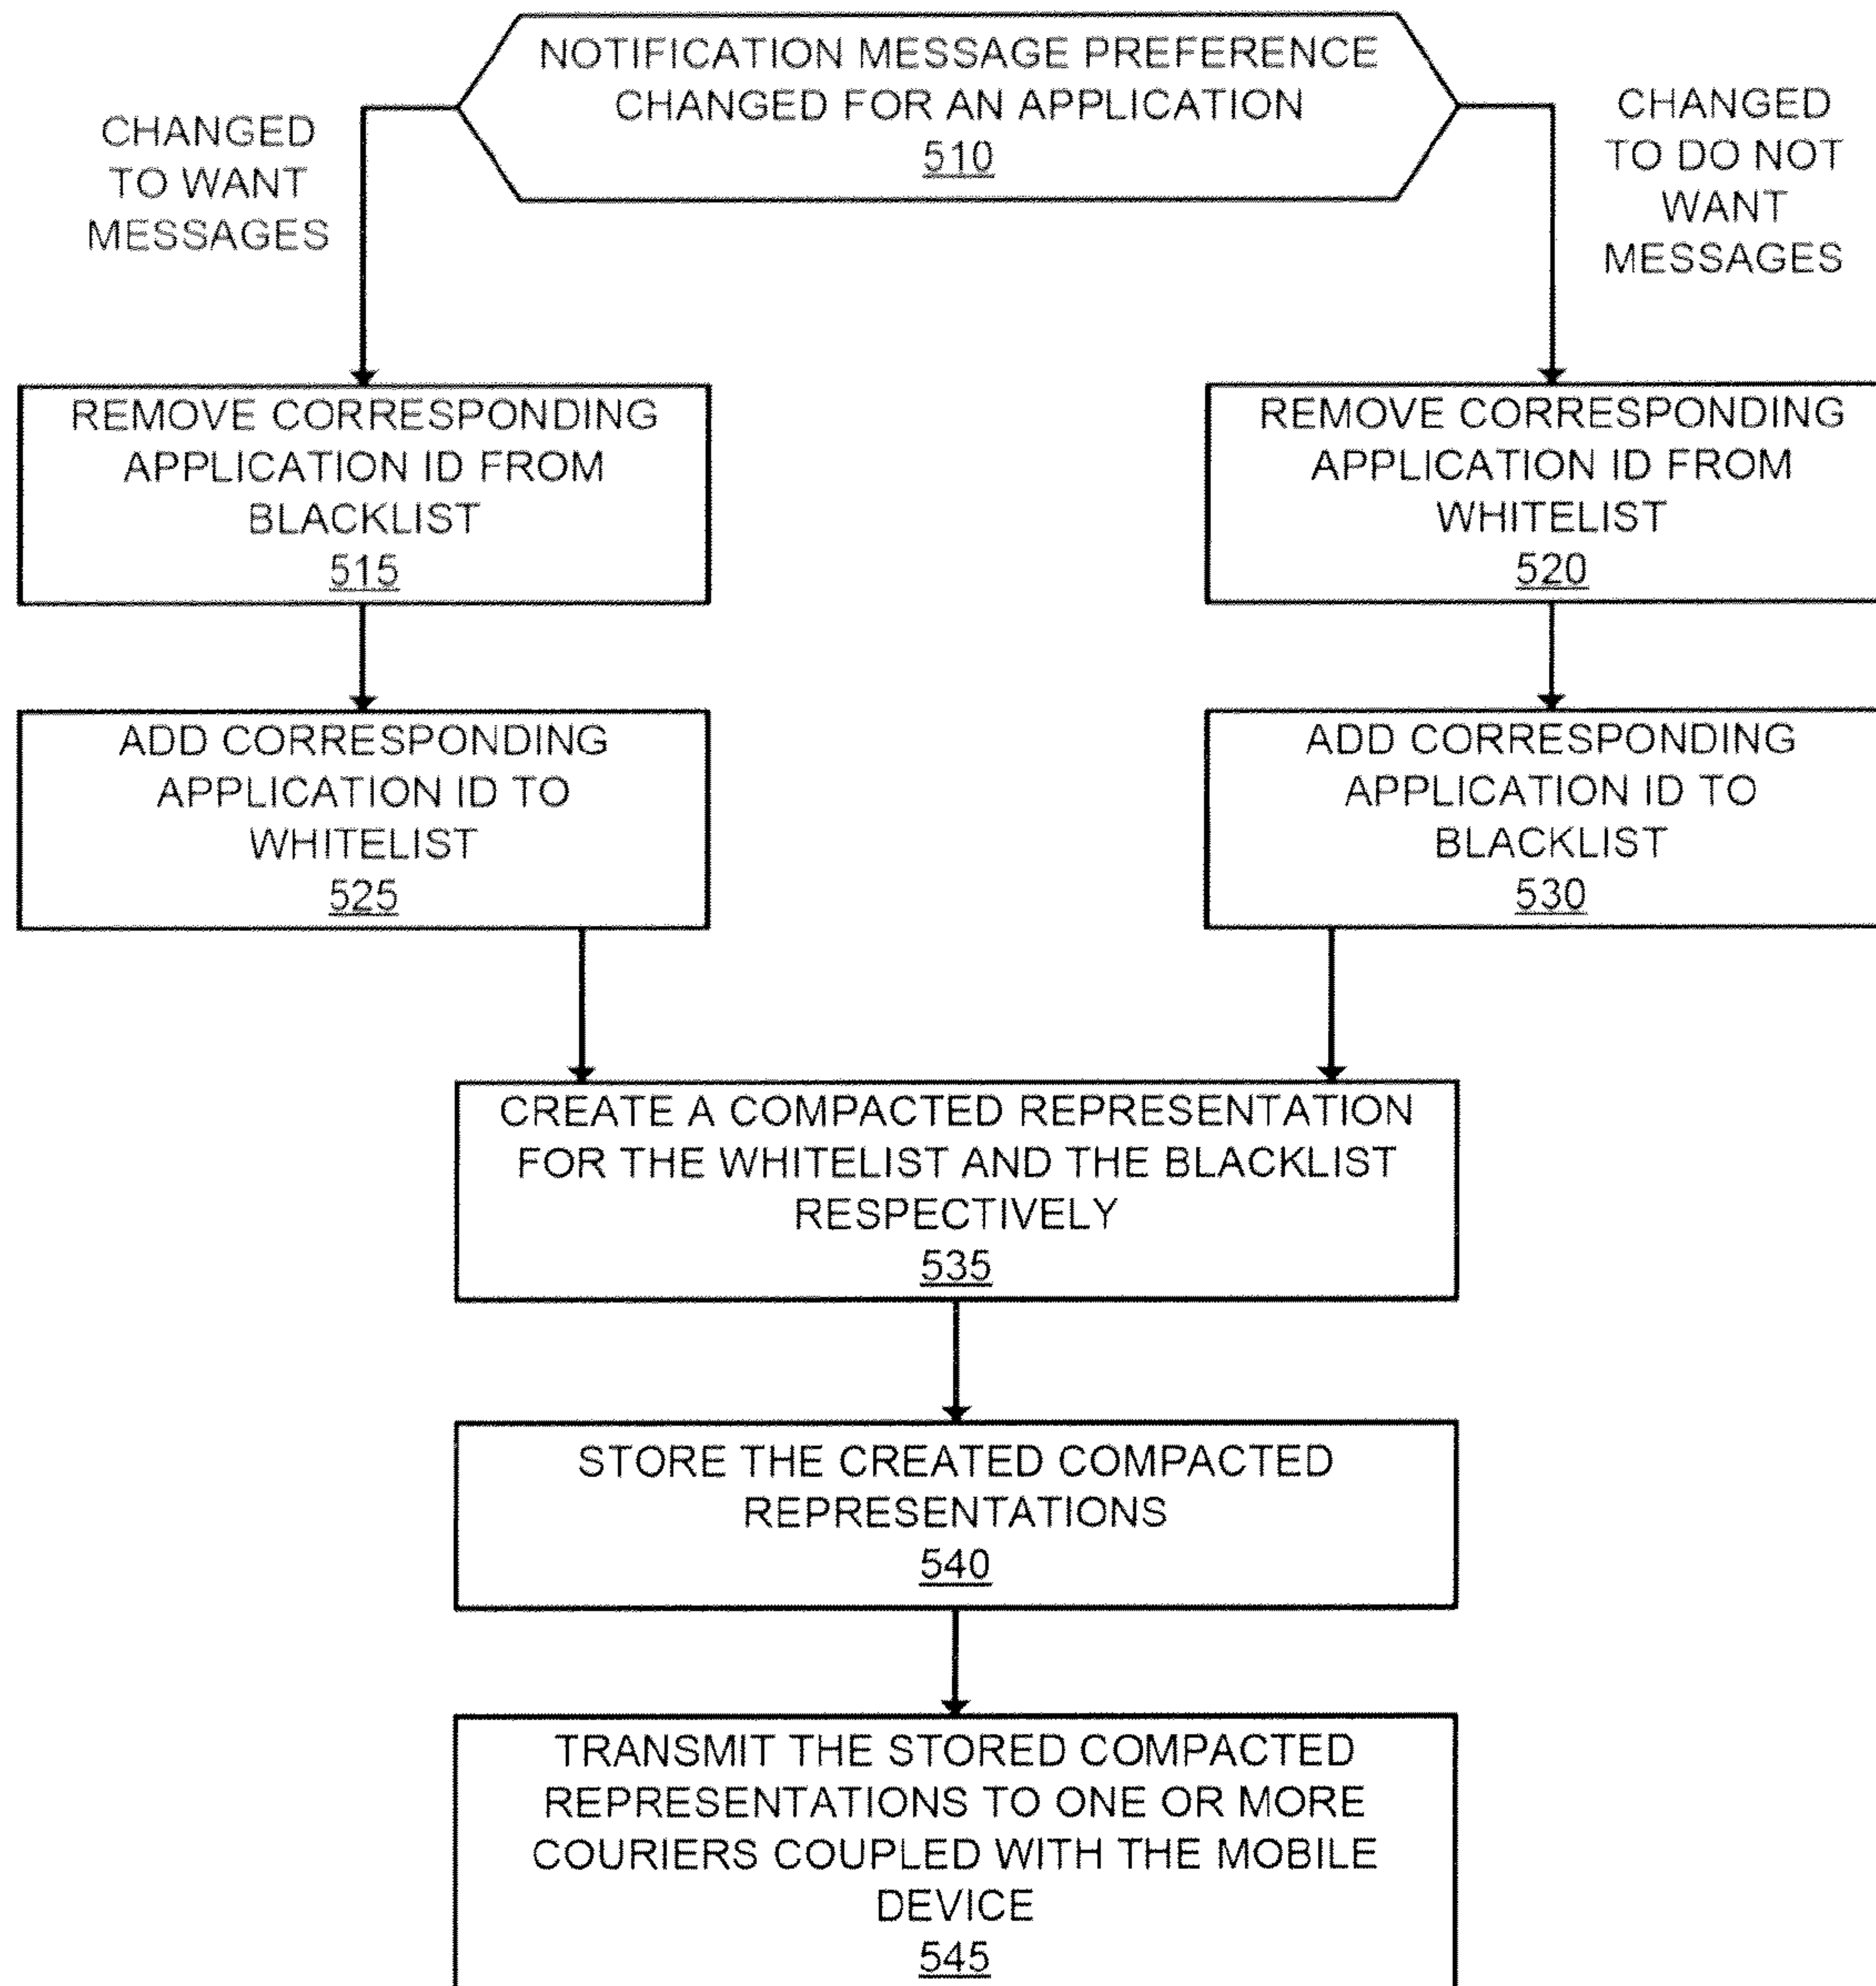 NOTIFICATION MESSAGE PREFERENCE
CHANGED FOR AN APPLICATION
510
CHANGED
TO WANT
MESSAGES
CHANGED
TO DO NOT
WANT
MESSAGES
REMOVE CORRESPONDING
APPLICATION ID FROM
BLACKLIST
515
REMOVE CORRESPONDING
APPLICATION ID FROM
WHITELIST
520
ADD CORRESPONDING
APPLICATION ID TO
WHITELIST
525
ADD CORRESPONDING
APPLICATION ID TO
BLACKLIST
530
CREATE A COMPACTED REPRESENTATION
FOR THE WHITELIST AND THE BLACKLIST
RESPECTIVELY
535
STORE THE CREATED COMPACTED
REPRESENTATIONS
540
TRANSMIT THE STORED COMPACTED
REPRESENTATIONS TO ONE OR MORE
COURIERS COUPLED WITH THE MOBILE
DEVICE
545